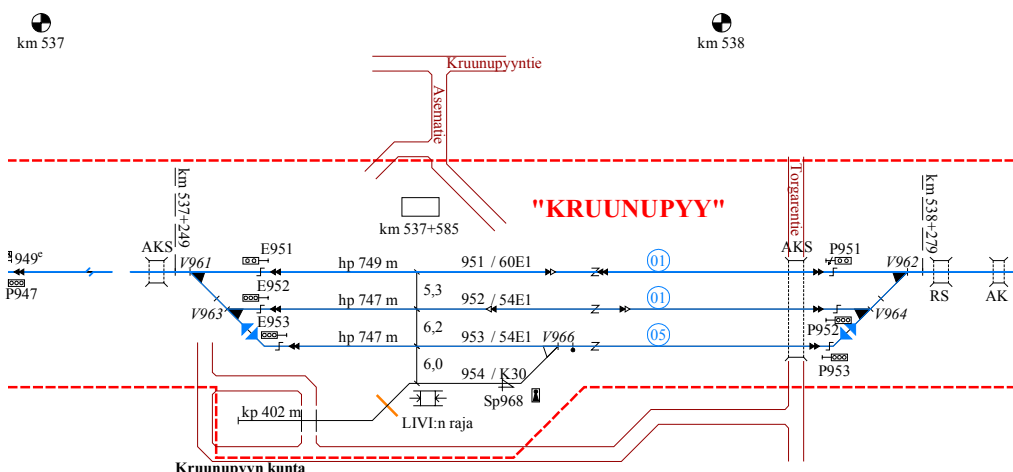 km 537
km 538
Kruunupyyntie
Asematie
Torgarentie
"KRUUNUPYY"
km 537+585
km 537+249
km 538+279
AKS
V961
E951
949e
P947
hp 749 m
951 / 60E1
01
AKS
P951
V962
RS
AK
5,3
E952
V963
hp 747 m
952 / 54E1
01
P952
V964
6,2
E953
hp 747 m
953 / 54E1
V966
05
P953
6,0
954 / K30
Sp968
kp 402 m
LIVI:n raja
Kruunupyyn kunta